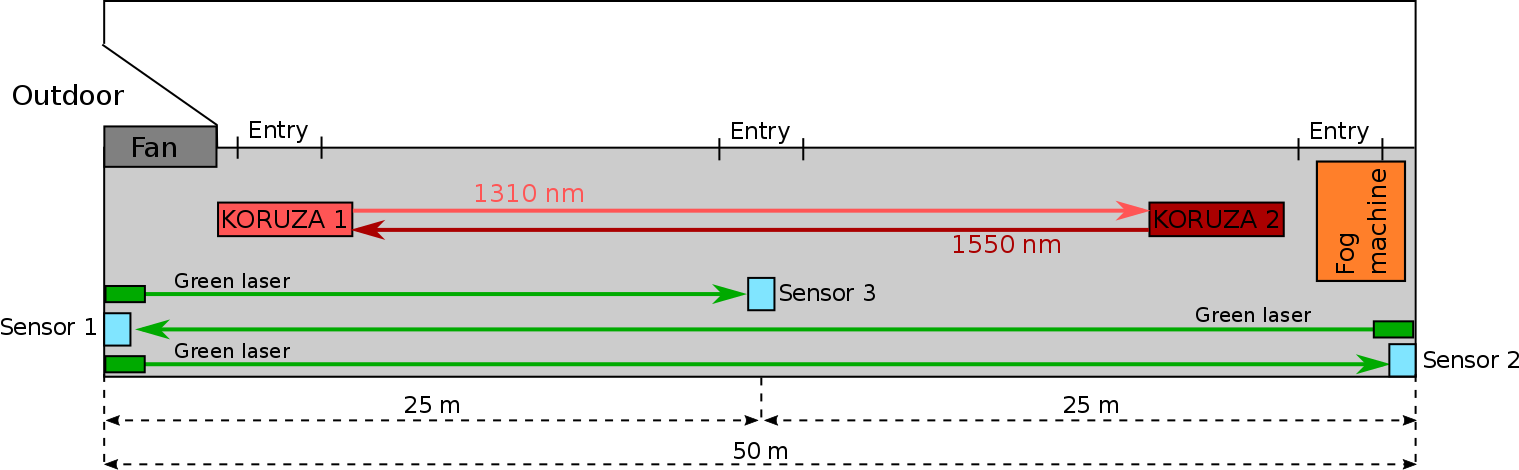 Outdoor
Fan
Entry
Entry
Entry
1310 nm
KORUZA 1
KORUZA 2
1550 nm
Fog
machine
Green laser
Sensor 3
Green laser
Sensor 1
Green laser
Sensor 2
25 m
25 m
50 m